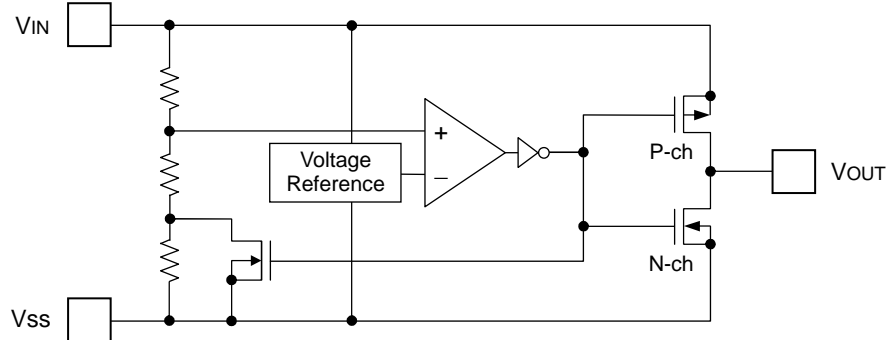 VIN
+
Voltage
Reference
−
P-ch
VOUT
N-ch
VSS